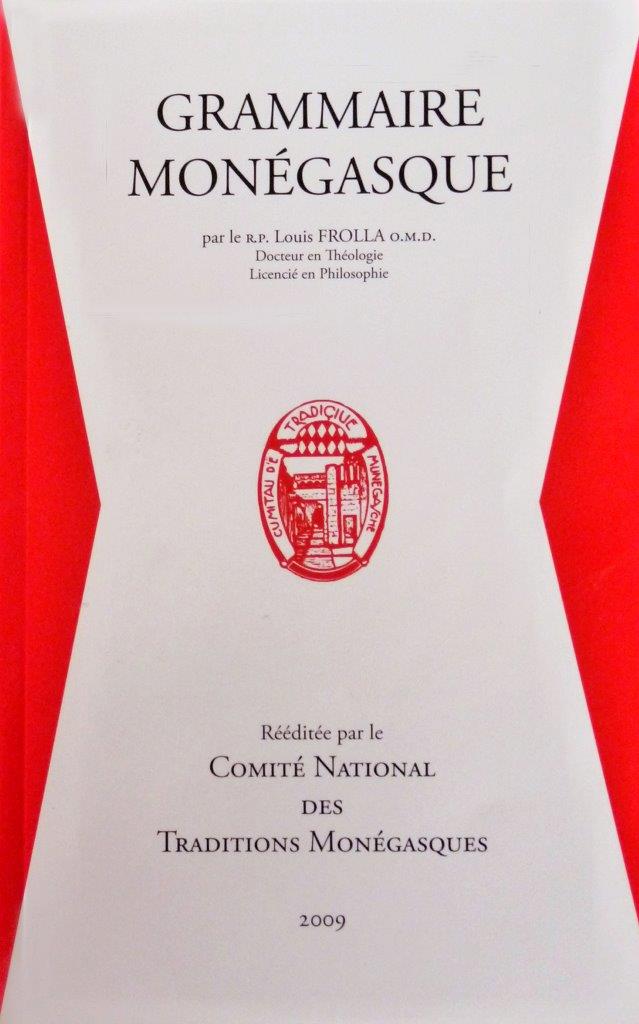 GRAMMAIRE
MONÉGASQUE
par le R.P. Louis FROLLA O.M.D.
Docteur en Théologie
Licencié en Philosophie
CUMITAU D'E TRADIÇIUE MUNEGASCHE
Rééditée par le
COMITÉ NATIONAL
DES
TRADITIONS MONÉGASQUES
2009